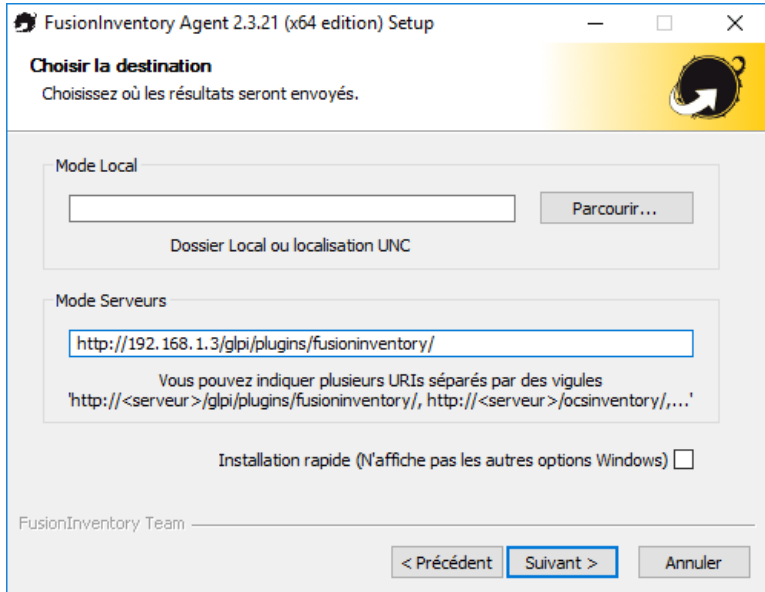 FusionInventory Agent 2.3.21 (x64 edition) Setup
Choisir la destination
Choisissez où les résultats seront envoyés.
Mode Local
Parcourir...
Dossier Local ou localisation UNC
Mode Serveurs
http://192.168.1.3/glpi/plugins/fusioninventory/
Vous pouvez indiquer plusieurs URIs séparés par des vigules
'http://<serveur>/glpi/plugins/fusioninventory/, http://<serveur>/ocsinventory/,...'
Installation rapide (N'affiche pas les autres options Windows)
FusionInventory Team
< Précédent Suivant > Annuler